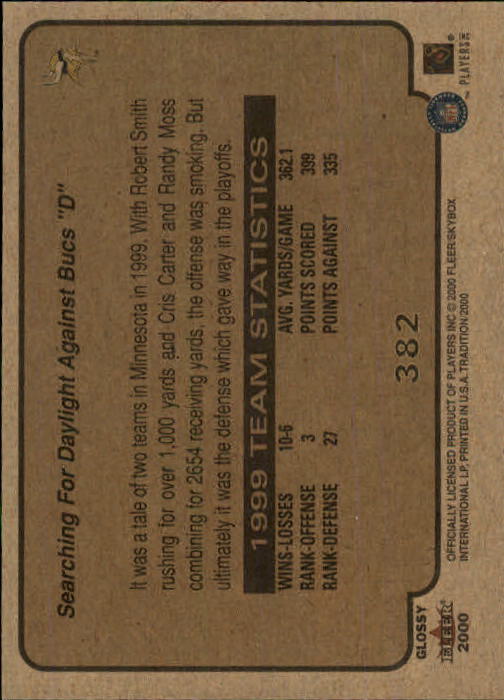 Searching For Daylight Against Bucs "D"
It was a tale of two teams in Minnesota in 1999. With Robert Smith
rushing for over 1,000 yards and Cris Carter and Randy Moss
combining for 2654 receiving yards, the offense was smoking. But
ultimately it was the defense which gave way in the playoffs.
1999 TEAM STATISTICS
WINS-LOSSES 10-6 AVG. YARDS/GAME 362.1
RANK-OFFENSE 3 POINTS SCORED 399
RANK-DEFENSE 27 POINTS AGAINST 335
382
GLOSSY
FLEER
2000
OFFICIALLY LICENSED PRODUCT OF PLAYERS INC © 2000 FLEER/SKYBOX
INTERNATIONAL LP. PRINTED IN U.S.A. TRADITION/2000
PLAYERS INC